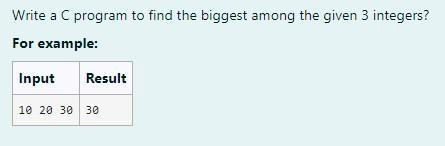 Write a C program to find the biggest among the given 3 integers?
For example:
Input Result
10 20 30 30